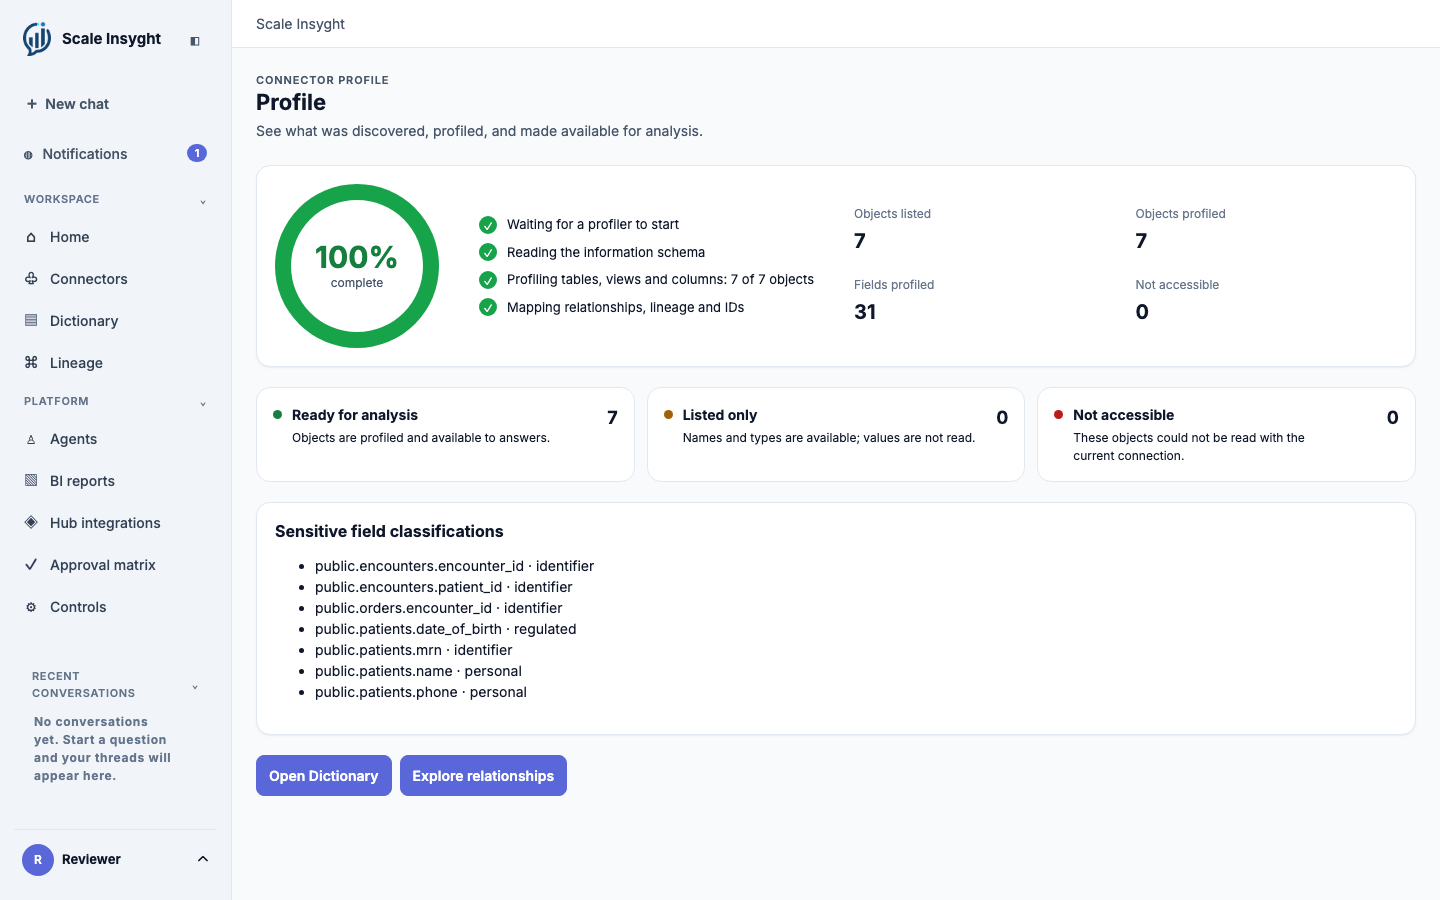 Scale Insyght
+ New chat
Notifications
1
WORKSPACE
Home
Connectors
Dictionary
Lineage
PLATFORM
Agents
BI reports
Hub integrations
Approval matrix
Controls
RECENT
CONVERSATIONS
No conversations
yet. Start a question
and your threads will
appear here.
R
Reviewer
Scale Insyght
CONNECTOR PROFILE
Profile
See what was discovered, profiled, and made available for analysis.
100%
complete
Waiting for a profiler to start
Reading the information schema
Profiling tables, views and columns: 7 of 7 objects
Mapping relationships, lineage and IDs
Objects listed
7
Objects profiled
7
Fields profiled
31
Not accessible
0
Ready for analysis
7
Objects are profiled and available to answers.
Listed only
0
Names and types are available; values are not read.
Not accessible
0
These objects could not be read with the
current connection.
Sensitive field classifications
• public.encounters.encounter_id · identifier
• public.encounters.patient_id · identifier
• public.orders.encounter_id · identifier
• public.patients.date_of_birth · regulated
• public.patients.mrn · identifier
• public.patients.name · personal
• public.patients.phone · personal
Open Dictionary
Explore relationships